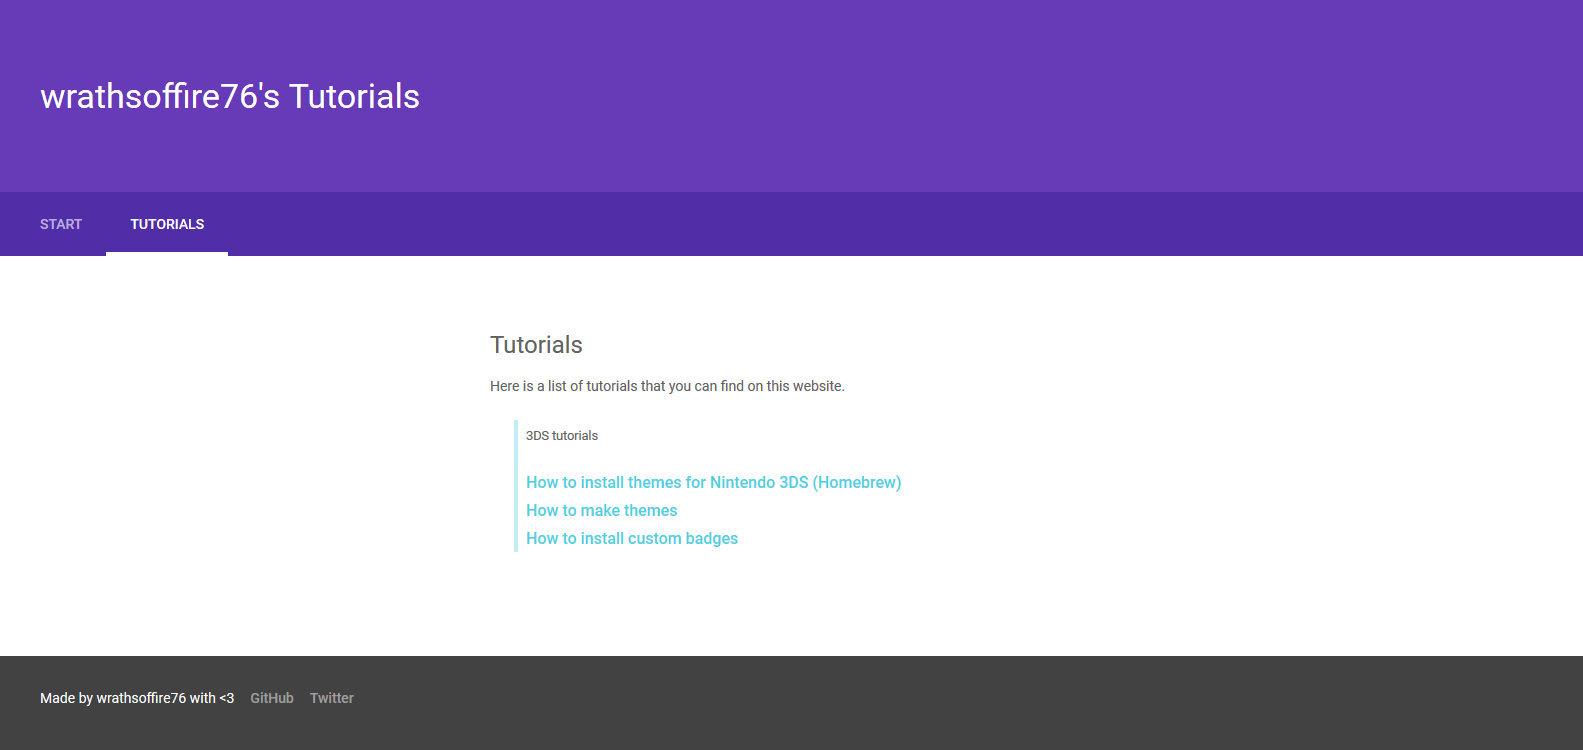 wrathsoffire76's Tutorials
START TUTORIALS
Tutorials
Here is a list of tutorials that you can find on this website.
3DS tutorials
How to install themes for Nintendo 3DS (Homebrew)
How to make themes
How to install custom badges
Made by wrathsoffire76 with <3 GitHub Twitter